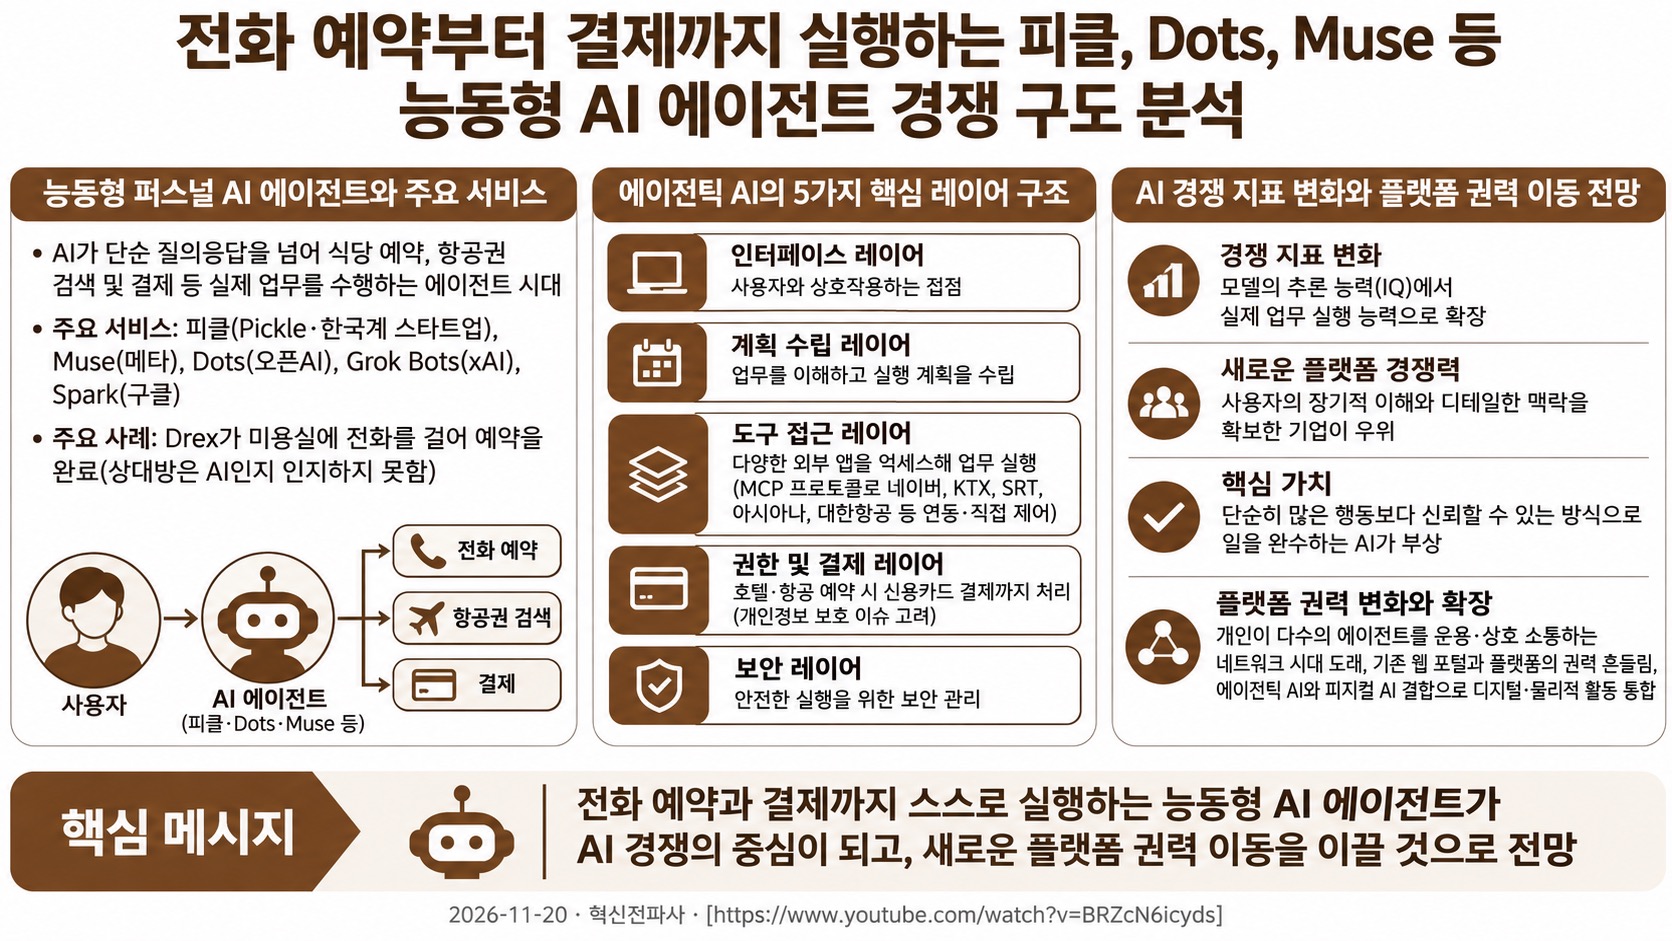 전화 예약부터 결제까지 실행하는 피클, Dots, Muse 등
능동형 AI 에이전트 경쟁 구도 분석
능동형 퍼스널 AI 에이전트와 주요 서비스
• AI가 단순 질의응답을 넘어 식당 예약, 항공권
검색 및 결제 등 실제 업무를 수행하는 에이전트 시대
• 주요 서비스: 피클(Pickle·한국계 스타트업),
Muse(메타), Dots(오픈AI), Grok Bots(xAI),
Spark(구클)
• 주요 사례: Drex가 미용실에 전화를 걸어 예약을
완료(상대방은 AI인지 인지하지 못함)
사용자
AI 에이전트
(피클·Dots·Muse 등)
전화 예약
항공권 검색
결제
에이전틱 AI의 5가지 핵심 레이어 구조
인터페이스 레이어
사용자와 상호작용하는 접점
계획 수립 레이어
업무를 이해하고 실행 계획을 수립
도구 접근 레이어
다양한 외부 앱을 억세스해 업무 실행
(MCP 프로토콜로 네이버, KTX, SRT,
아시아나, 대한항공 등 연동·직접 제어)
권한 및 결제 레이어
호텔·항공 예약 시 신용카드 결제까지 처리
(개인경보 보호 이슈 고려)
보안 레이어
안전한 실행을 위한 보안 관리
AI 경쟁 지표 변화와 플랫폼 권력 이동 전망
경쟁 지표 변화
모델의 추론 능력(IQ)에서
실제 업무 실행 능력으로 확장
새로운 플랫폼 경쟁력
사용자의 장기적 이해와 디테일한 맥락을
확보한 기업이 우위
핵심 가치
단순히 많은 행동보다 신뢰할 수 있는 방식으로
일을 완수하는 AI가 부상
플랫폼 권력 변화와 확장
개인이 다수의 에이전트를 운용·상호 소통하는
네트워크 시대 도래, 기존 웹 포털과 플랫폼의 권력 흔들림,
에이전틱 AI와 피지컬 AI 결합으로 디지털·물리적 활동 통합
핵심 메시지
전화 예약과 결제까지 스스로 실행하는 능동형 AI 에이전트가
AI 경쟁의 중심이 되고, 새로운 플랫폼 권력 이동을 이끌 것으로 전망
2026-11-20 · 혁신전파사 · [https://www.youtube.com/watch?v=BRZcN6icyds]